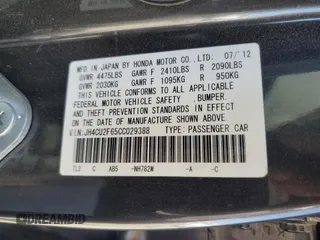 MFD. IN JAPAN BY HONDA MOTOR CO.,LTD. 07/'12
GVWR 4475LBS GAWR F 2410LBS R 2090LBS
GVWR 2030KG GAWR F 1095KG R 950KG
THIS VEHICLE CONFORMS TO ALL APPLICABLE
FEDERAL MOTOR VEHICLE SAFETY, BUMPER,
AND THEFT PREVENTION STANDARDS IN EFFECT
ON THE DATE OF MANUFACTURE SHOWN ABOVE.
V.I.N.:JH4CU2F65CC029388 TYPE:PASSENGER CAR
TL0 C AB5 -NH782M -A -C
DREAMBID